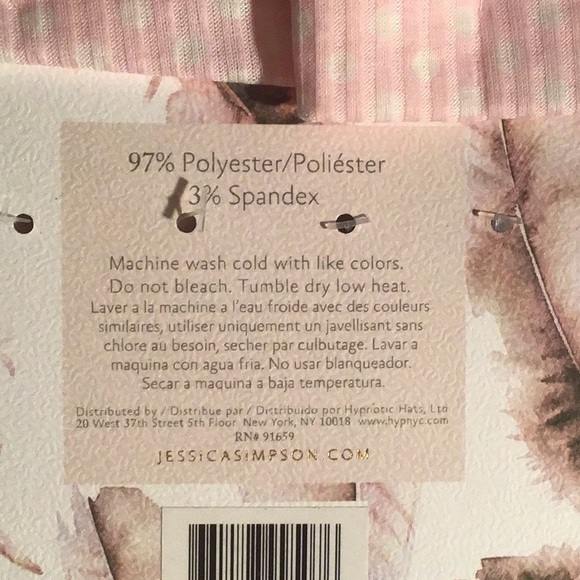 97% Polyester/Poliéster
3% Spandex
Machine wash cold with like colors.
Do not bleach. Tumble dry low heat.
Laver a la machine a l'eau froide avec des couleurs
similaires, utiliser uniquement un javellisant sans
chlore au besoin, secher par culbutage. Lavar a
maquina con agua fria. No usar blanqueador.
Secar a maquina a baja temperatura.
Distributed by / Distribue par / Distribuido por Hypnotic Hats, Ltd
20 West 37th Street 5th Floor New York, NY 10018 www.hypnyc.com
RN# 91659
JESSICASIMPSON.COM